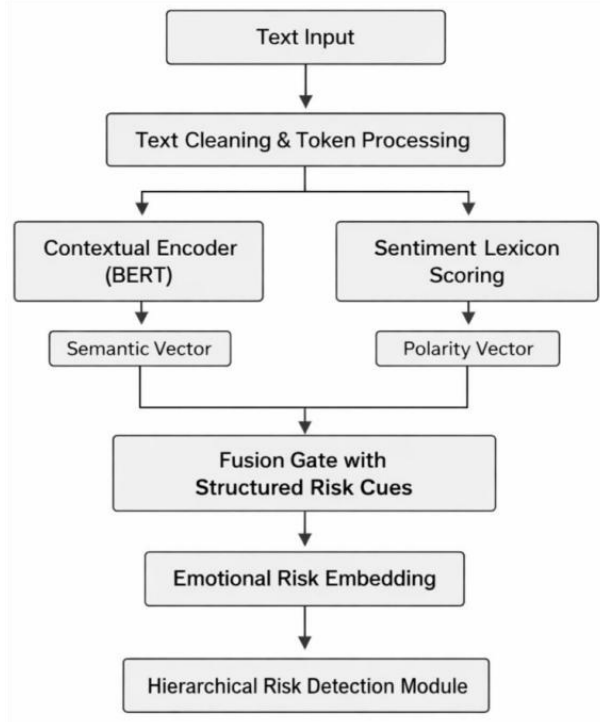 Text Input
Text Cleaning & Token Processing
Contextual Encoder
(BERT)
Sentiment Lexicon
Scoring
Semantic Vector
Polarity Vector
Fusion Gate with
Structured Risk Cues
Emotional Risk Embedding
Hierarchical Risk Detection Module